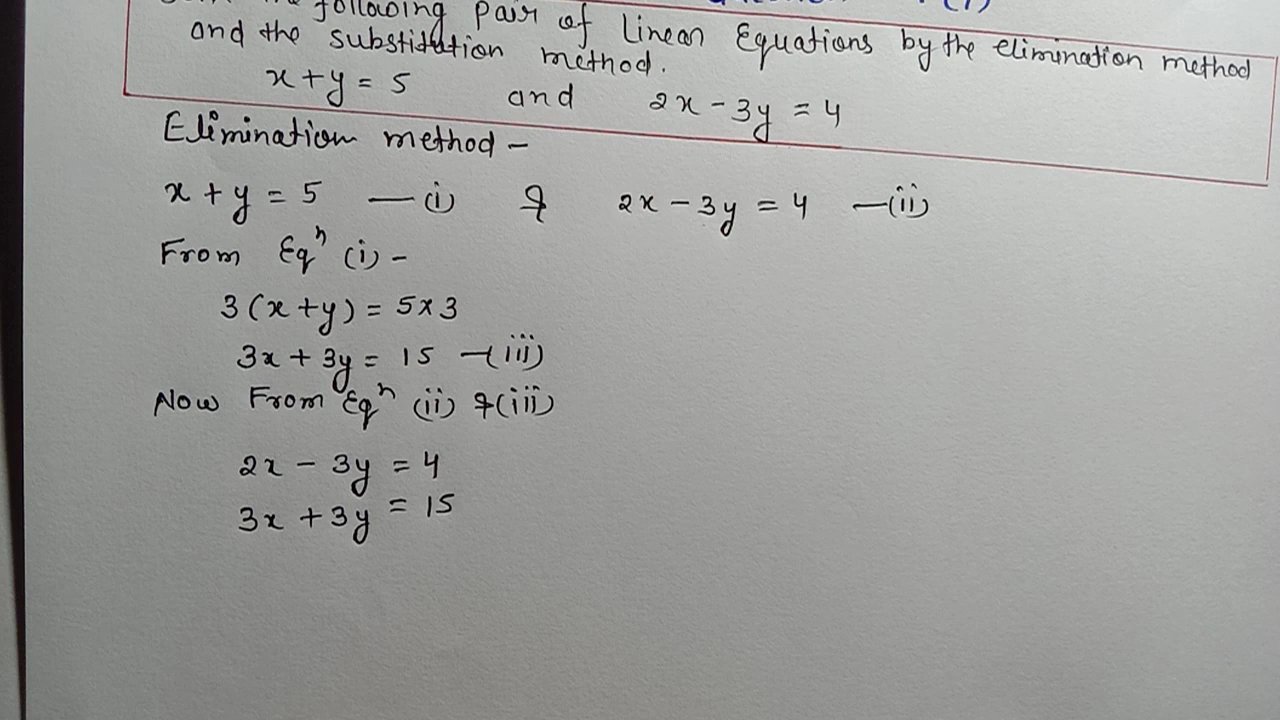 following pair of linear Equations by the elimination method
and the substitution method.
x+y=5 and 2x-3y=4
Elimination method-
x+y=5 —(i) & 2x-3y=4 —(ii)
From Eqⁿ (i)-
3(x+y)=5×3
3x+3y=15 —(iii)
Now From Eqⁿ (ii) &(iii)
2x-3y=4
3x+3y=15